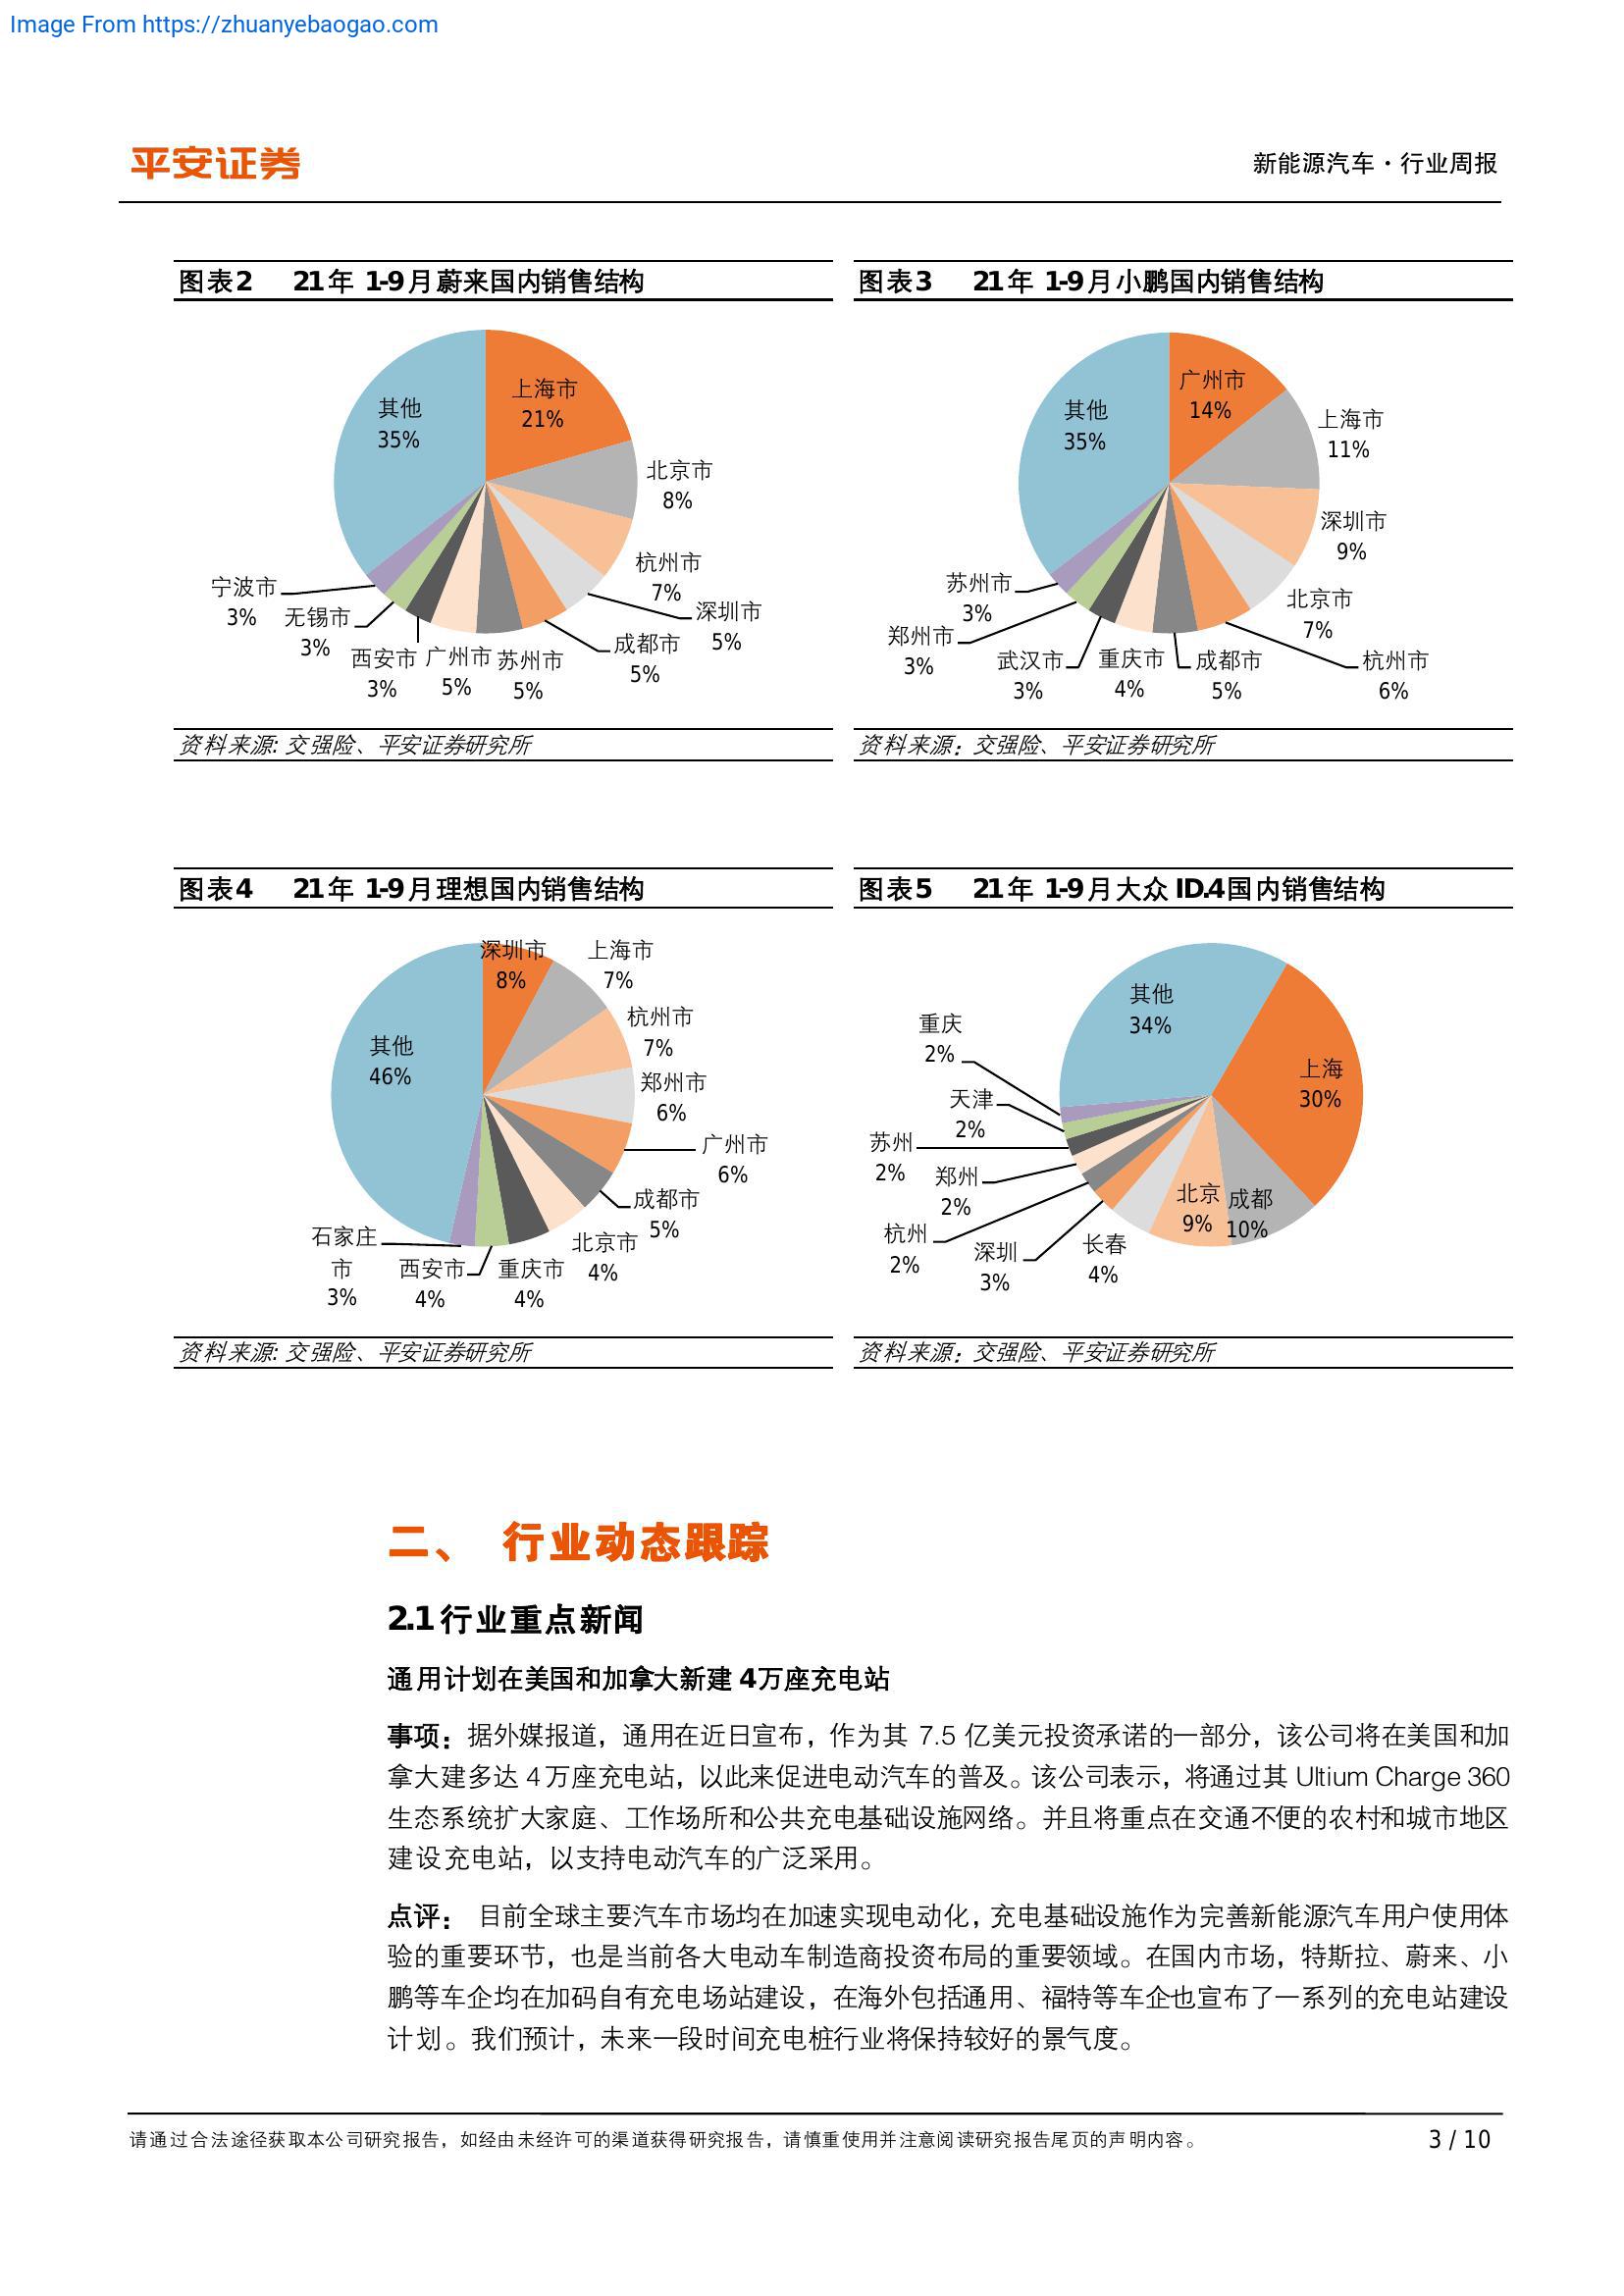 Image From https://zhuanyebaogao.com
平安证券
新能源汽车·行业周报
图表2 21年 1-9月蔚来国内销售结构
上海市
21%
北京市
8%
杭州市
7%
深圳市
5%
成都市
5%
苏州市
5%
广州市
5%
西安市
3%
无锡市
3%
宁波市
3%
其他
35%
资料来源: 交强险、平安证券研究所
图表3 21年 1-9月小鹏国内销售结构
广州市
14%
上海市
11%
深圳市
9%
北京市
7%
杭州市
6%
成都市
5%
重庆市
4%
武汉市
3%
郑州市
3%
苏州市
3%
其他
35%
资料来源：交强险、平安证券研究所
图表4 21年 1-9月理想国内销售结构
深圳市
8%
上海市
7%
杭州市
7%
郑州市
6%
广州市
6%
成都市
5%
北京市
4%
重庆市
4%
西安市
4%
石家庄
市
3%
其他
46%
资料来源: 交强险、平安证券研究所
图表5 21年 1-9月大众 ID.4国内销售结构
上海
30%
成都
10%
北京
9%
长春
4%
深圳
3%
杭州
2%
郑州
2%
苏州
2%
天津
2%
重庆
2%
其他
34%
资料来源：交强险、平安证券研究所
二、 行业动态跟踪
2.1 行业重点新闻
通用计划在美国和加拿大新建 4万座充电站
事项：据外媒报道，通用在近日宣布，作为其 7.5 亿美元投资承诺的一部分，该公司将在美国和加
拿大建多达 4万座充电站，以此来促进电动汽车的普及。该公司表示，将通过其 Ultium Charge 360
生态系统扩大家庭、工作场所和公共充电基础设施网络。并且将重点在交通不便的农村和城市地区
建设充电站，以支持电动汽车的广泛采用。
点评： 目前全球主要汽车市场均在加速实现电动化，充电基础设施作为完善新能源汽车用户使用体
验的重要环节，也是当前各大电动车制造商投资布局的重要领域。在国内市场，特斯拉、蔚来、小
鹏等车企均在加码自有充电场站建设，在海外包括通用、福特等车企也宣布了一系列的充电站建设
计划。我们预计，未来一段时间充电桩行业将保持较好的景气度。
请通过合法途径获取本公司研究报告，如经由未经许可的渠道获得研究报告，请慎重使用并注意阅读研究报告尾页的声明内容。
3 / 10